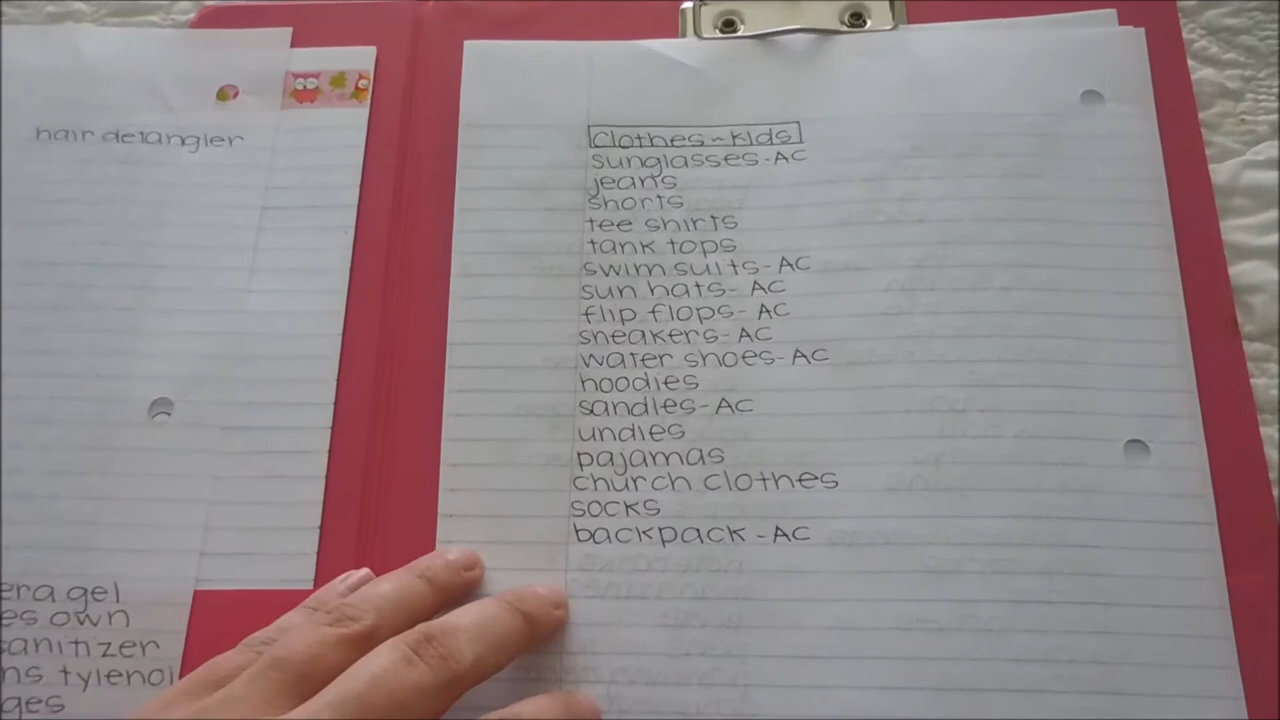 hair detangler
era gel
es own
sanitizer
ns tylenol
ges
clothes~kids
sunglasses-AC
jeans
shorts
tee shirts
tank tops
swim suits-AC
sun hats-AC
flip flops-AC
sneakers-AC
water shoes-AC
hoodies
sandles-AC
undies
pajamas
church clothes
socks
backpack-AC